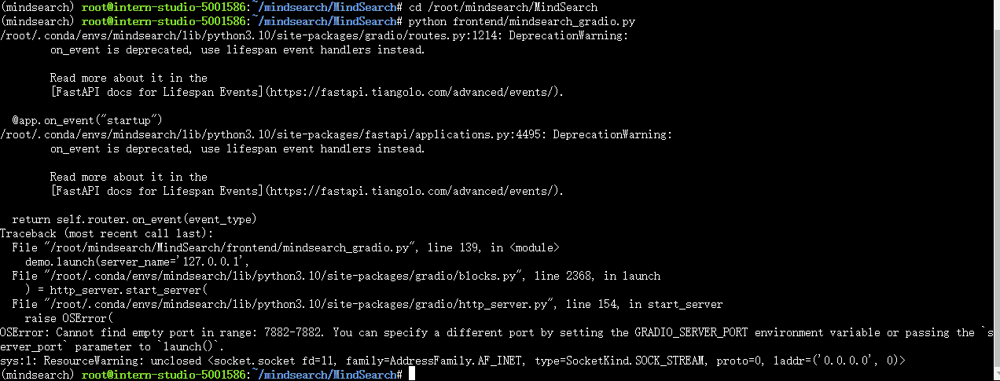 (mindsearch) root@intern-studio-5001586:~/mindsearch/MindSearch# cd /root/mindsearch/MindSearch
(mindsearch) root@intern-studio-5001586:~/mindsearch/MindSearch# python frontend/mindsearch_gradio.py
/root/.conda/envs/mindsearch/lib/python3.10/site-packages/gradio/routes.py:1214: DeprecationWarning:
        on_event is deprecated, use lifespan event handlers instead.

        Read more about it in the
        [FastAPI docs for Lifespan Events](https://fastapi.tiangolo.com/advanced/events/).

  @app.on_event("startup")
/root/.conda/envs/mindsearch/lib/python3.10/site-packages/fastapi/applications.py:4495: DeprecationWarning:
        on_event is deprecated, use lifespan event handlers instead.

        Read more about it in the
        [FastAPI docs for Lifespan Events](https://fastapi.tiangolo.com/advanced/events/).

  return self.router.on_event(event_type)
Traceback (most recent call last):
  File "/root/mindsearch/MindSearch/frontend/mindsearch_gradio.py", line 139, in <module>
    demo.launch(server_name='127.0.0.1',
  File "/root/.conda/envs/mindsearch/lib/python3.10/site-packages/gradio/blocks.py", line 2368, in launch
    ) = http_server.start_server(
  File "/root/.conda/envs/mindsearch/lib/python3.10/site-packages/gradio/http_server.py", line 154, in start_server
    raise OSError(
OSError: Cannot find empty port in range: 7882-7882. You can specify a different port by setting the GRADIO_SERVER_PORT environment variable or passing the `s
erver_port` parameter to `launch()`.
sys:1: ResourceWarning: unclosed <socket.socket fd=11, family=AddressFamily.AF_INET, type=SocketKind.SOCK_STREAM, proto=0, laddr=('0.0.0.0', 0)>
(mindsearch) root@intern-studio-5001586:~/mindsearch/MindSearch#